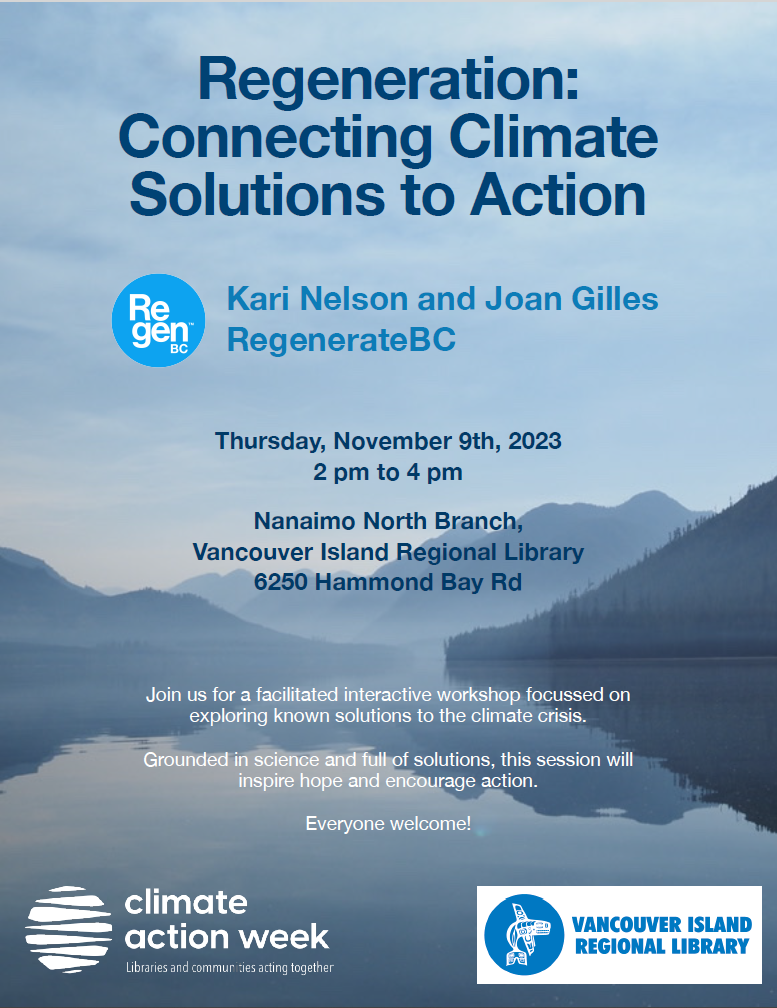 Regeneration:
Connecting Climate
Solutions to Action
Re
gen™
BC
Kari Nelson and Joan Gilles
RegenerateBC
Thursday, November 9th, 2023
2 pm to 4 pm
Nanaimo North Branch,
Vancouver Island Regional Library
6250 Hammond Bay Rd
Join us for a facilitated interactive workshop focussed on
exploring known solutions to the climate crisis.
Grounded in science and full of solutions, this session will
inspire hope and encourage action.
Everyone welcome!
climate
action week
Libraries and communities acting together
VANCOUVER ISLAND
REGIONAL LIBRARY